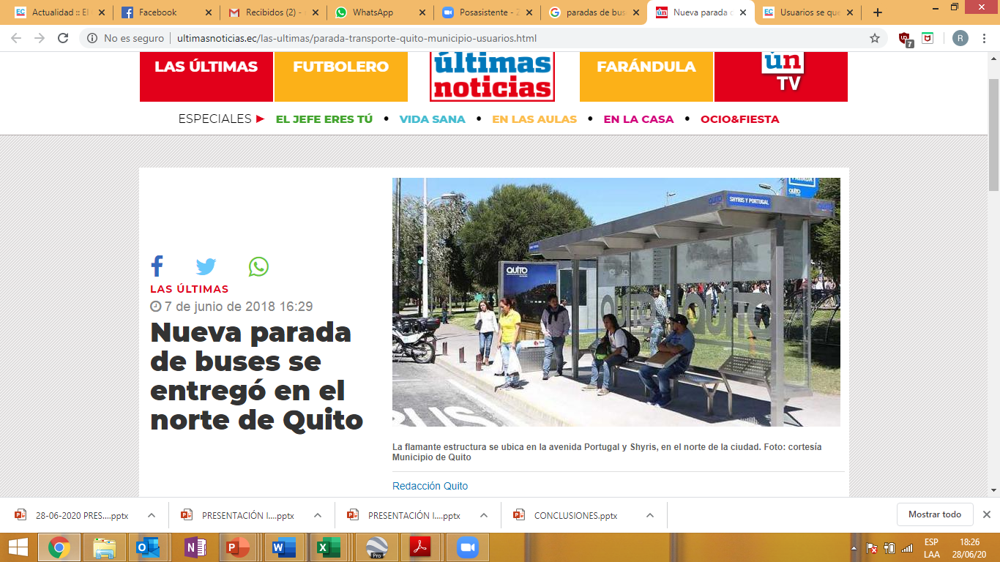 Actualidad :: El
Facebook
Recibidos (2) -
WhatsApp
Posasistente - Z
paradas de bus
Nueva parada d
Usuarios se que
No es seguro | ultimasnoticias.ec/las-ultimas/parada-transporte-quito-municipio-usuarios.html
7
R
LAS ÚLTIMAS
FUTBOLERO
últimas
noticias
FARÁNDULA
ún
TV
ESPECIALES
EL JEFE ERES TÚ • VIDA SANA • EN LAS AULAS • EN LA CASA • OCIO&FIESTA
PARADA
QUITO
SHYRIS Y PORTUGAL
QUITO
QUITO
QUITO
BUS
LAS ÚLTIMAS
7 de junio de 2018 16:29
Nueva parada
de buses se
entregó en el
norte de Quito
La flamante estructura se ubica en la avenida Portugal y Shyris, en el norte de la ciudad. Foto: cortesía
Municipio de Quito
Redacción Quito
28-06-2020 PRES....pptx
PRESENTACIÓN I....pptx
PRESENTACIÓN I....pptx
CONCLUSIONES.pptx
Mostrar todo
Pro
ESP
LAA
18:26
28/06/20